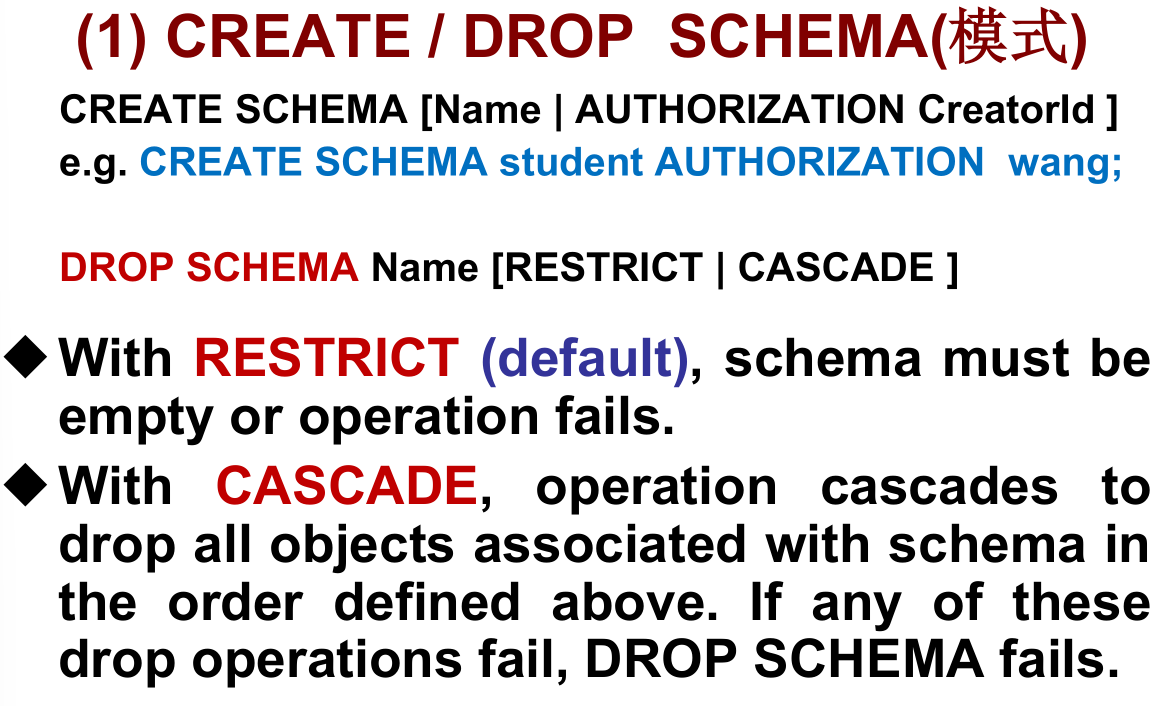 (1) CREATE / DROP SCHEMA(模式)
CREATE SCHEMA [Name | AUTHORIZATION CreatorId ]
e.g. CREATE SCHEMA student AUTHORIZATION wang;
DROP SCHEMA Name [RESTRICT | CASCADE ]
◆ With RESTRICT (default), schema must be
empty or operation fails.
◆ With CASCADE, operation cascades to
drop all objects associated with schema in
the order defined above. If any of these
drop operations fail, DROP SCHEMA fails.